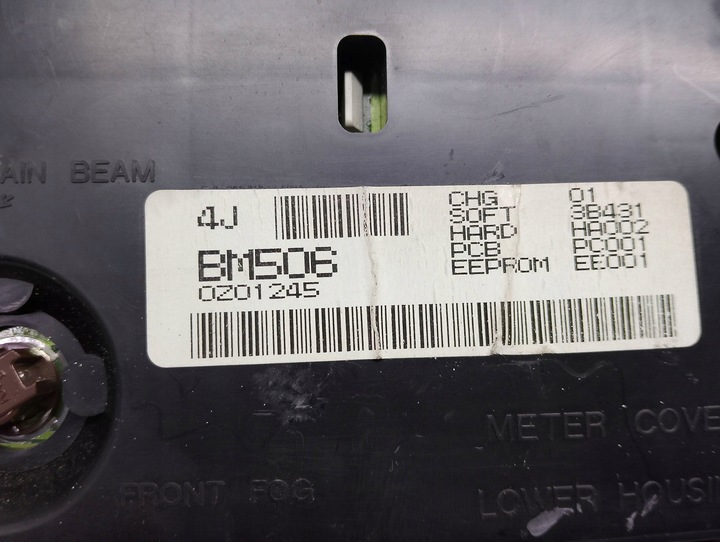 AIN BEAM
4J
BM506
0Z01245
CHG 01
SOFT 3B431
HARD HA002
PCB PC001
EEPROM EE001
METER COVE
FRONT FOG
LOWER HOUSI